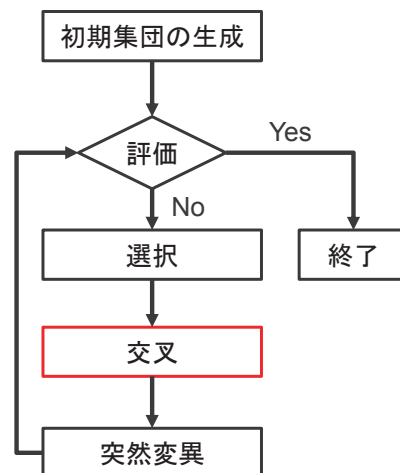 初期集団の生成
評価
Yes
No
選択
終了
交叉
突然変異